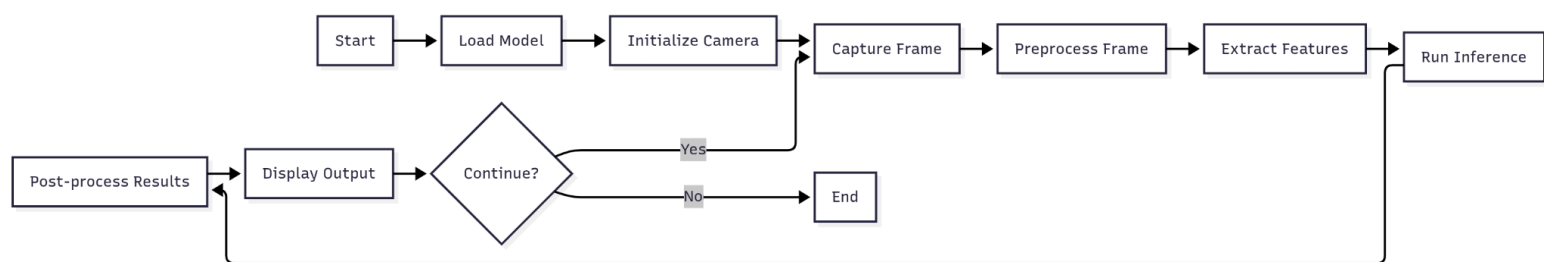 Start
Load Model
Initialize Camera
Capture Frame
Preprocess Frame
Extract Features
Run Inference
Post-process Results
Display Output
Continue?
Yes
No
End